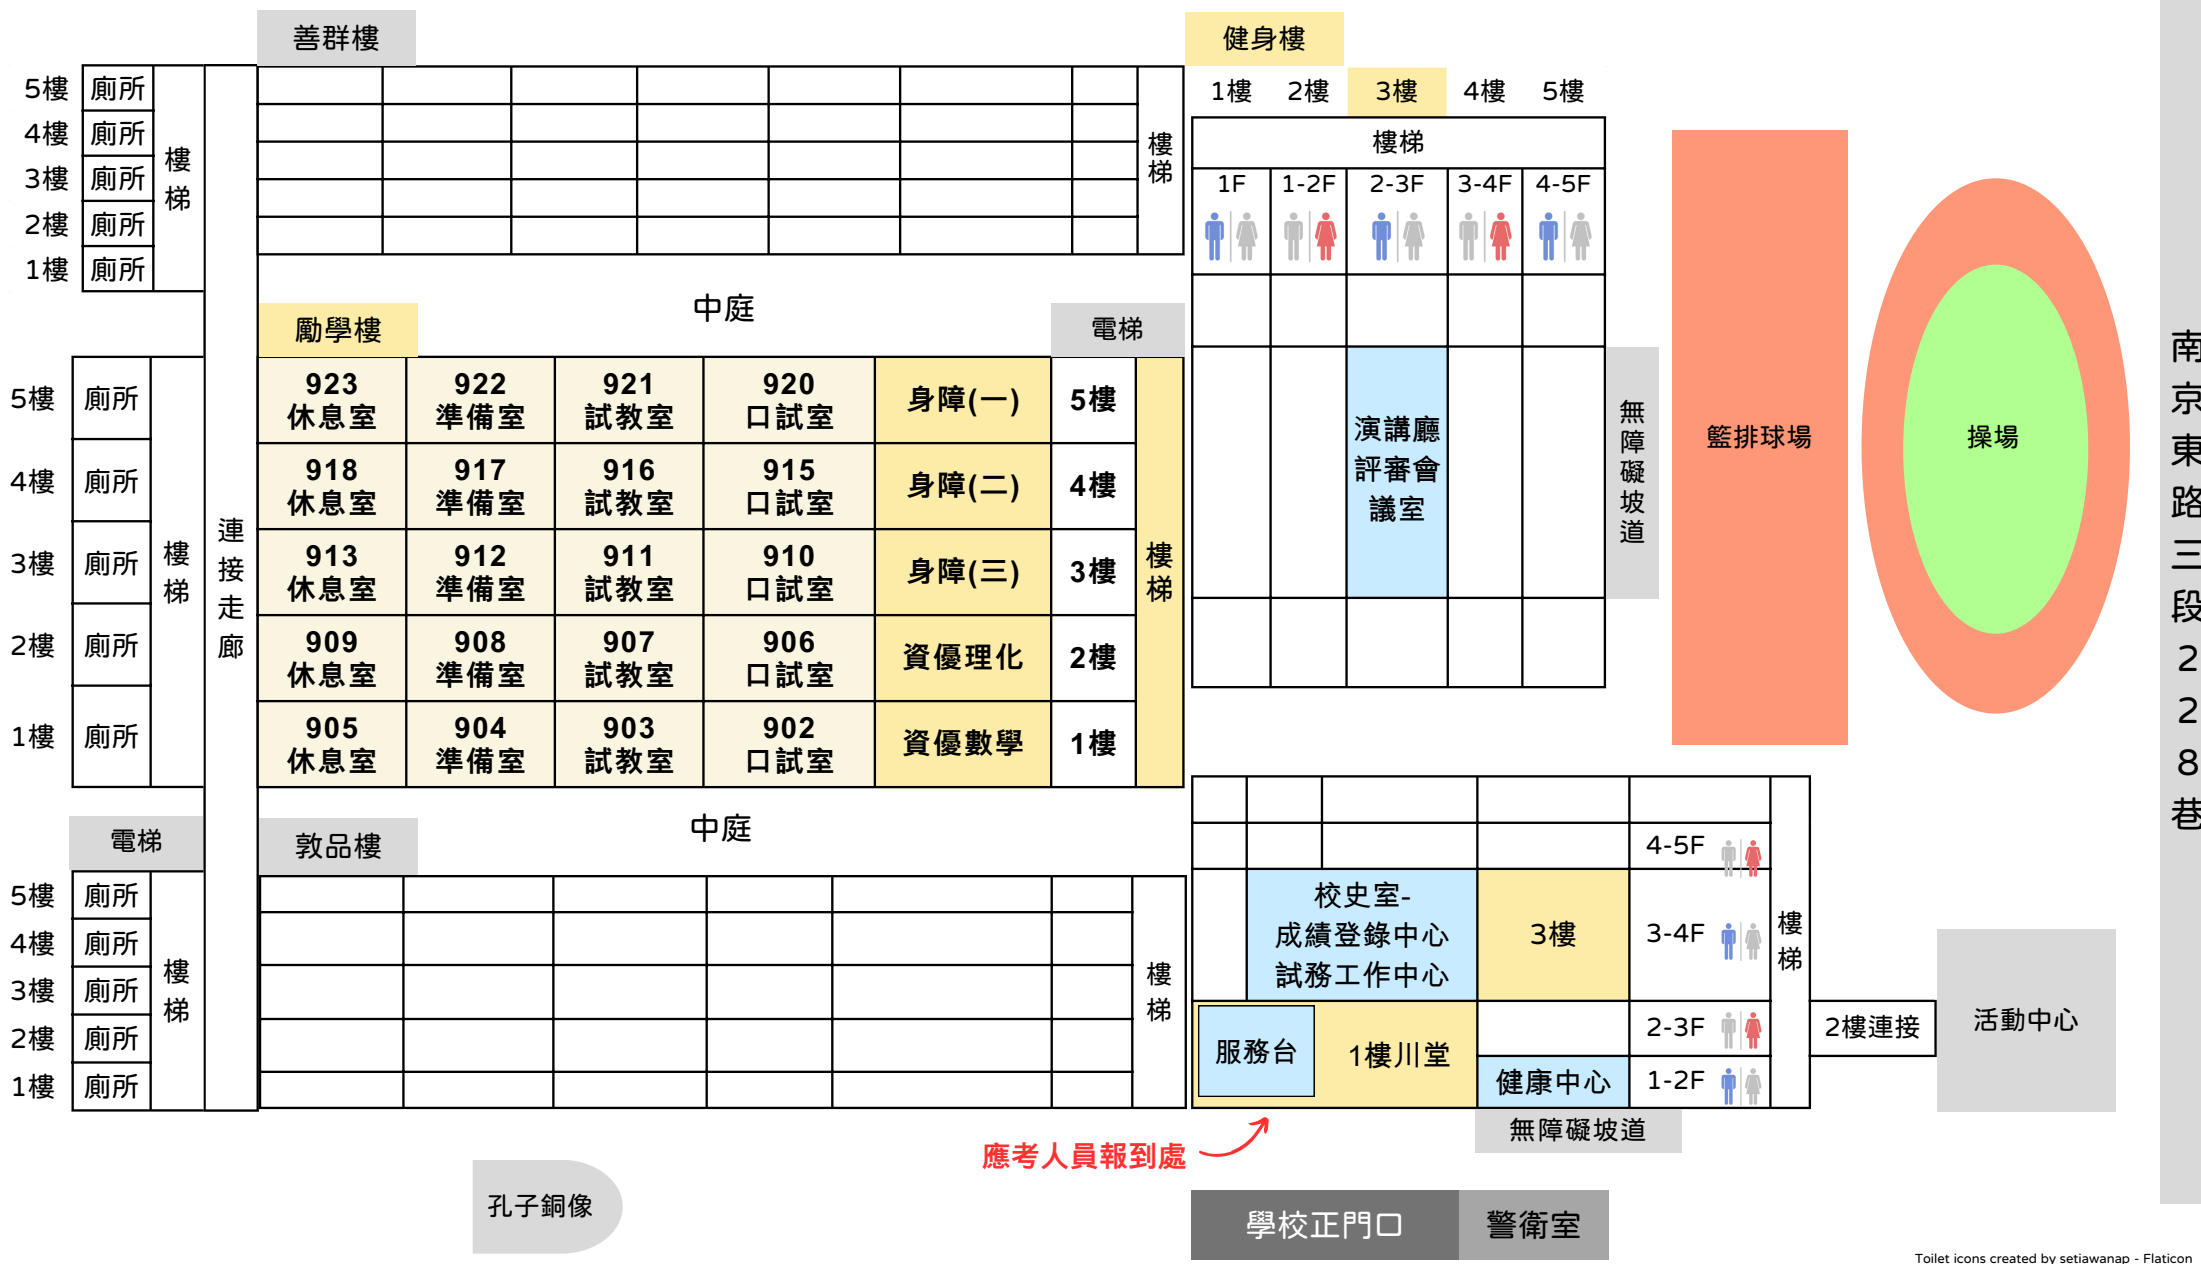 善群樓
5樓 廁所
4樓 廁所
3樓 廁所
2樓 廁所
1樓 廁所
樓梯
連接走廊
樓梯
中庭
健身樓
1樓 2樓 3樓 4樓 5樓
樓梯
1F 1-2F 2-3F 3-4F 4-5F
演講廳
評審會
議室
無障礙坡道
籃排球場
操場
南京東路三段228巷
勵學樓
電梯
5樓 廁所
4樓 廁所
3樓 廁所
2樓 廁所
1樓 廁所
樓梯
923 922 921 920
休息室 準備室 試教室 口試室 身障(一) 5樓
918 917 916 915
休息室 準備室 試教室 口試室 身障(二) 4樓
913 912 911 910
休息室 準備室 試教室 口試室 身障(三) 3樓
909 908 907 906
休息室 準備室 試教室 口試室 資優理化 2樓
905 904 903 902
休息室 準備室 試教室 口試室 資優數學 1樓
樓梯
電梯
敦品樓
中庭
5樓 廁所
4樓 廁所
3樓 廁所
2樓 廁所
1樓 廁所
樓梯
樓梯
4-5F
校史室-
成績登錄中心
試務工作中心
3樓
3-4F
樓梯
服務台
1樓川堂
2-3F
健康中心
1-2F
2樓連接
活動中心
無障礙坡道
應考人員報到處
孔子銅像
學校正門口
警衛室
Toilet icons created by setiawanap - Flaticon